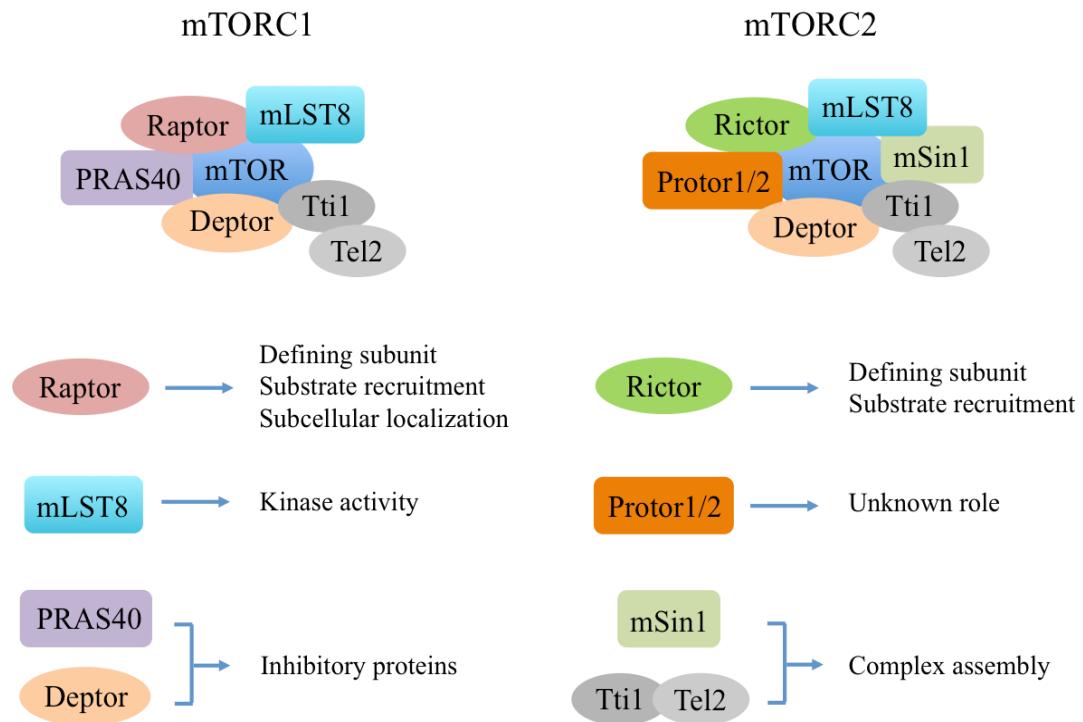 mTORC1
Raptor
mLST8
PRAS40
mTOR
Deptor
Tti1
Tel2
mTORC2
Rictor
mLST8
mSin1
Protor1/2
mTOR
Deptor
Tti1
Tel2
Raptor
Defining subunit
Substrate recruitment
Subcellular localization
Rictor
Defining subunit
Substrate recruitment
mLST8
Kinase activity
Protor1/2
Unknown role
PRAS40
Deptor
Inhibitory proteins
mSin1
Tti1
Tel2
Complex assembly